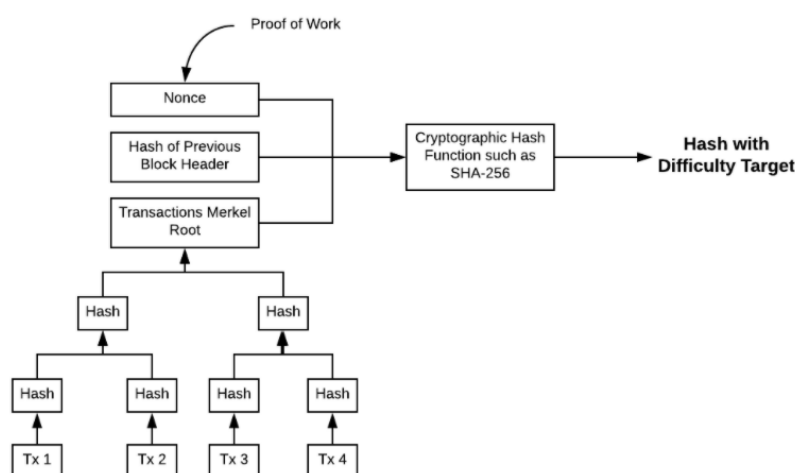 Proof of Work
Nonce
Hash of Previous
Block Header
Cryptographic Hash
Function such as
SHA-256
Hash with
Difficulty Target
Transactions Merkel
Root
Hash
Hash
Hash
Hash
Hash
Hash
Tx 1
Tx 2
Tx 3
Tx 4